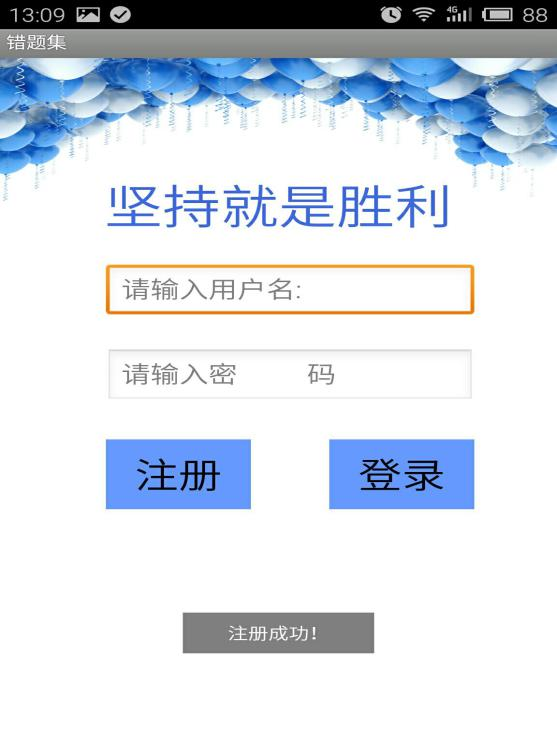 13:09 4G 88
错题集
坚持就是胜利
请输入用户名:
请输入密 码
注册 登录
注册成功!